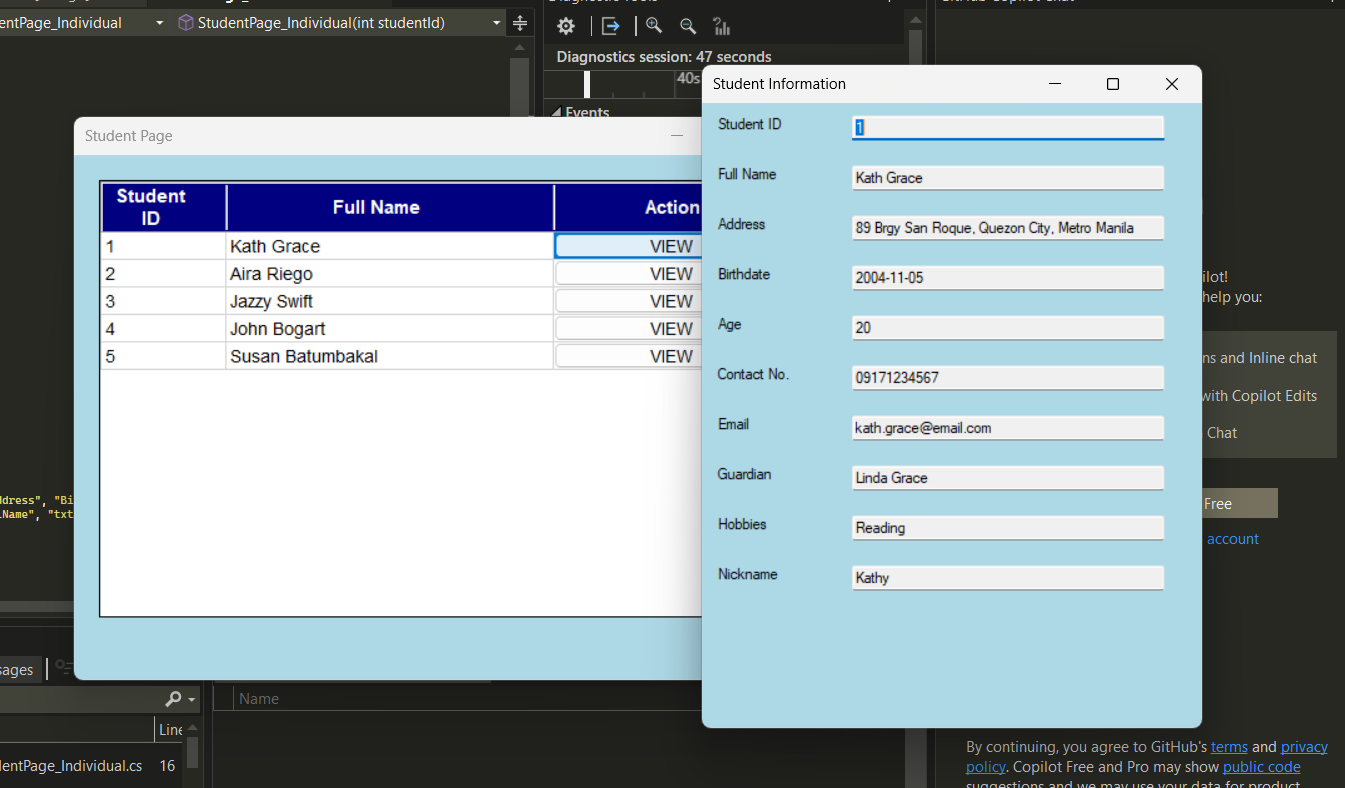 entPage_Individual
StudentPage_Individual(int studentId)
Diagnostics session: 47 seconds
40s
Events
Student Page
Student
ID
Full Name
Action
1
Kath Grace
VIEW
2
Aira Riego
VIEW
3
Jazzy Swift
VIEW
4
John Bogart
VIEW
5
Susan Batumbakal
VIEW
Student Information
Student ID
1
Full Name
Kath Grace
Address
89 Brgy San Roque, Quezon City, Metro Manila
Birthdate
2004-11-05
Age
20
Contact No.
09171234567
Email
kath.grace@email.com
Guardian
Linda Grace
Hobbies
Reading
Nickname
Kathy
ilot!
help you:
ns and Inline chat
with Copilot Edits
Chat
Free
account
ddress", "Bi
Name", "txt
sages
Name
Line
entPage_Individual.cs
16
By continuing, you agree to GitHub's terms and privacy
policy. Copilot Free and Pro may show public code
suggestions and we may use your data for product